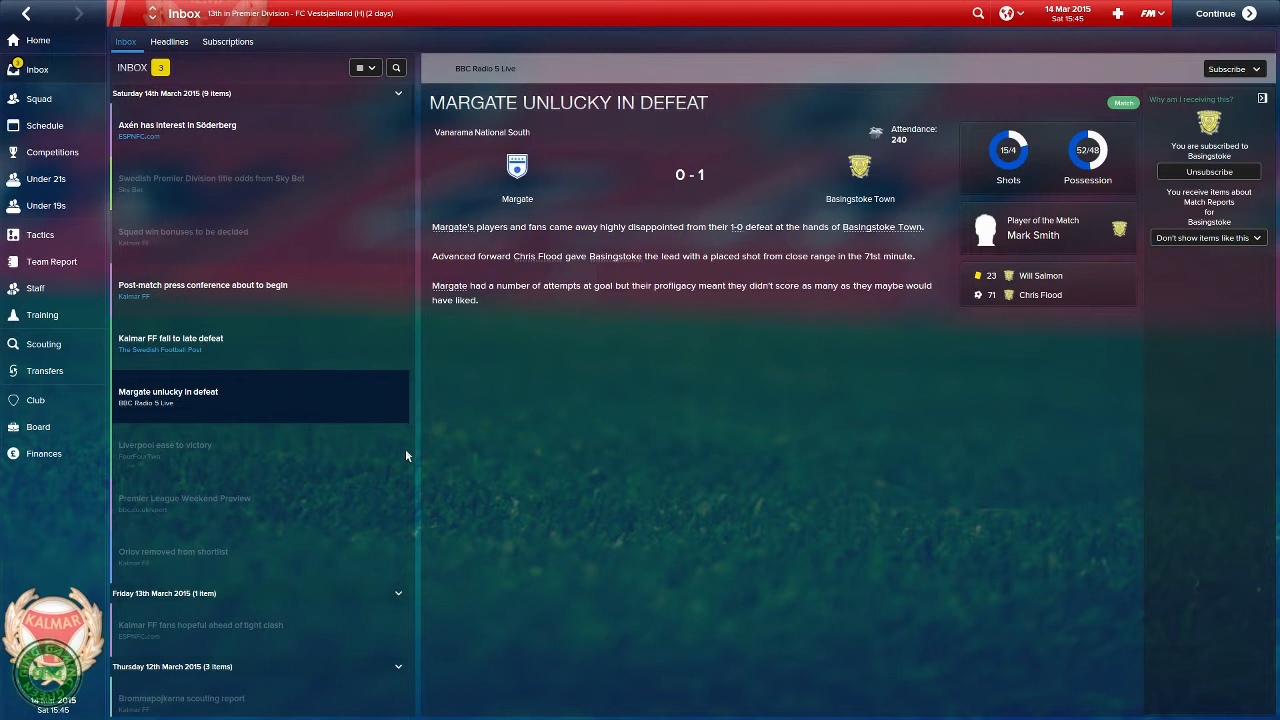 Inbox
13th in Premier Division - FC Vestsjælland (H) (2 days)
14 Mar 2015
Sat 15:45
FM
Continue
Home
Inbox
3
Squad
Schedule
Competitions
Under 21s
Under 19s
Tactics
Team Report
Staff
Training
Scouting
Transfers
Club
Board
Finances
KALMAR
14 Mar 2015
Sat 15:45
Inbox
Headlines
Subscriptions
INBOX 3
Saturday 14th March 2015 (9 items)
Axén has interest in Söderberg
ESPNFC.com
Swedish Premier Division title odds from Sky Bet
Sky Bet
Squad win bonuses to be decided
Kalmar FF
Post-match press conference about to begin
Kalmar FF
Kalmar FF fall to late defeat
The Swedish Football Post
Margate unlucky in defeat
BBC Radio 5 Live
Liverpool ease to victory
FourFourTwo
Premier League Weekend Preview
bbc.co.uk/sport
Orlov removed from shortlist
Kalmar FF
Friday 13th March 2015 (1 item)
Kalmar FF fans hopeful ahead of tight clash
ESPNFC.com
Thursday 12th March 2015 (3 items)
Brommapojkarna scouting report
Kalmar FF
BBC Radio 5 Live
Subscribe
MARGATE UNLUCKY IN DEFEAT
Match
Vanarama National South
Attendance:
240
0 - 1
Margate
Basingstoke Town
Margate's players and fans came away highly disappointed from their 1-0 defeat at the hands of Basingstoke Town.
Advanced forward Chris Flood gave Basingstoke the lead with a placed shot from close range in the 71st minute.
Margate had a number of attempts at goal but their profligacy meant they didn't score as many as they maybe would
have liked.
15/4
52/48
Shots
Possession
Player of the Match
Mark Smith
23 Will Salmon
71 Chris Flood
Why am I receiving this?
You are subscribed to
Basingstoke
Unsubscribe
You receive items about
Match Reports
for
Basingstoke
Don't show items like this